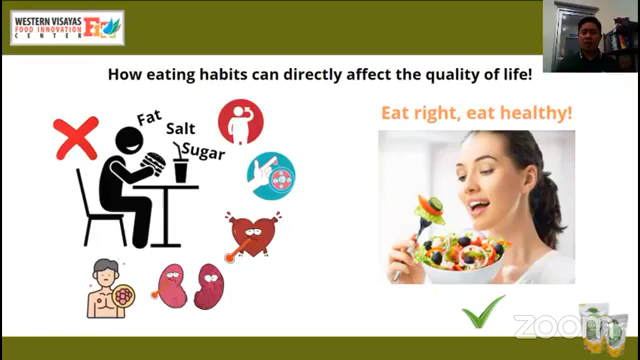 WESTERN VISAYAS
FOOD INNOVATION
CENTER
How eating habits can directly affect the quality of life!
Fat
Salt
Sugar
Eat right, eat healthy!
zoom